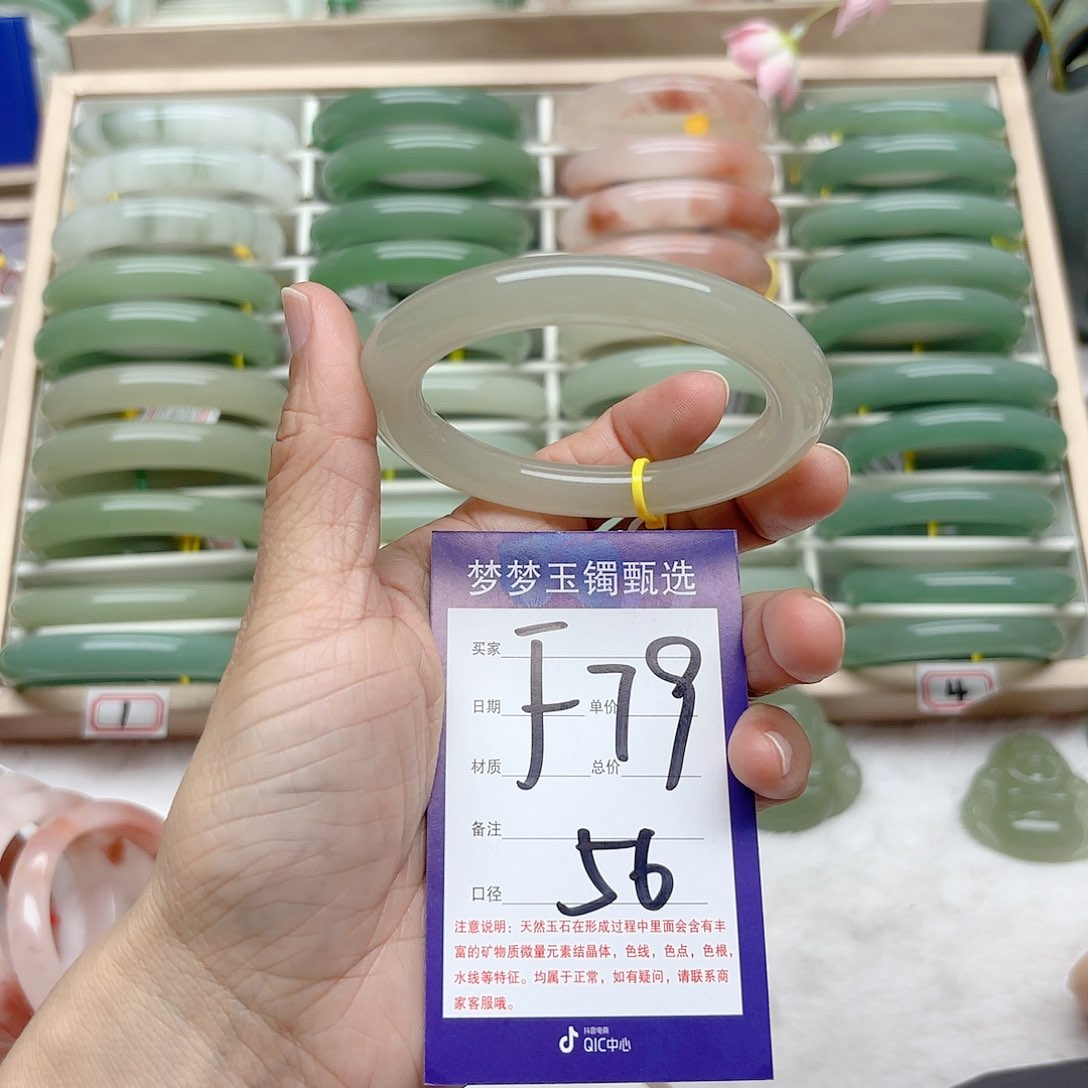 梦梦玉镯甄选
买家
日期 单价
材质 总价
F79
备注
口径 56
注意说明：天然玉石在形成过程中里面会含有丰
富的矿物质微量元素结晶体，色线，色点，色根，
水线等特征。均属于正常，如有疑问，请联系商
家客服哦。
抖音电商
QIC中心
1
4